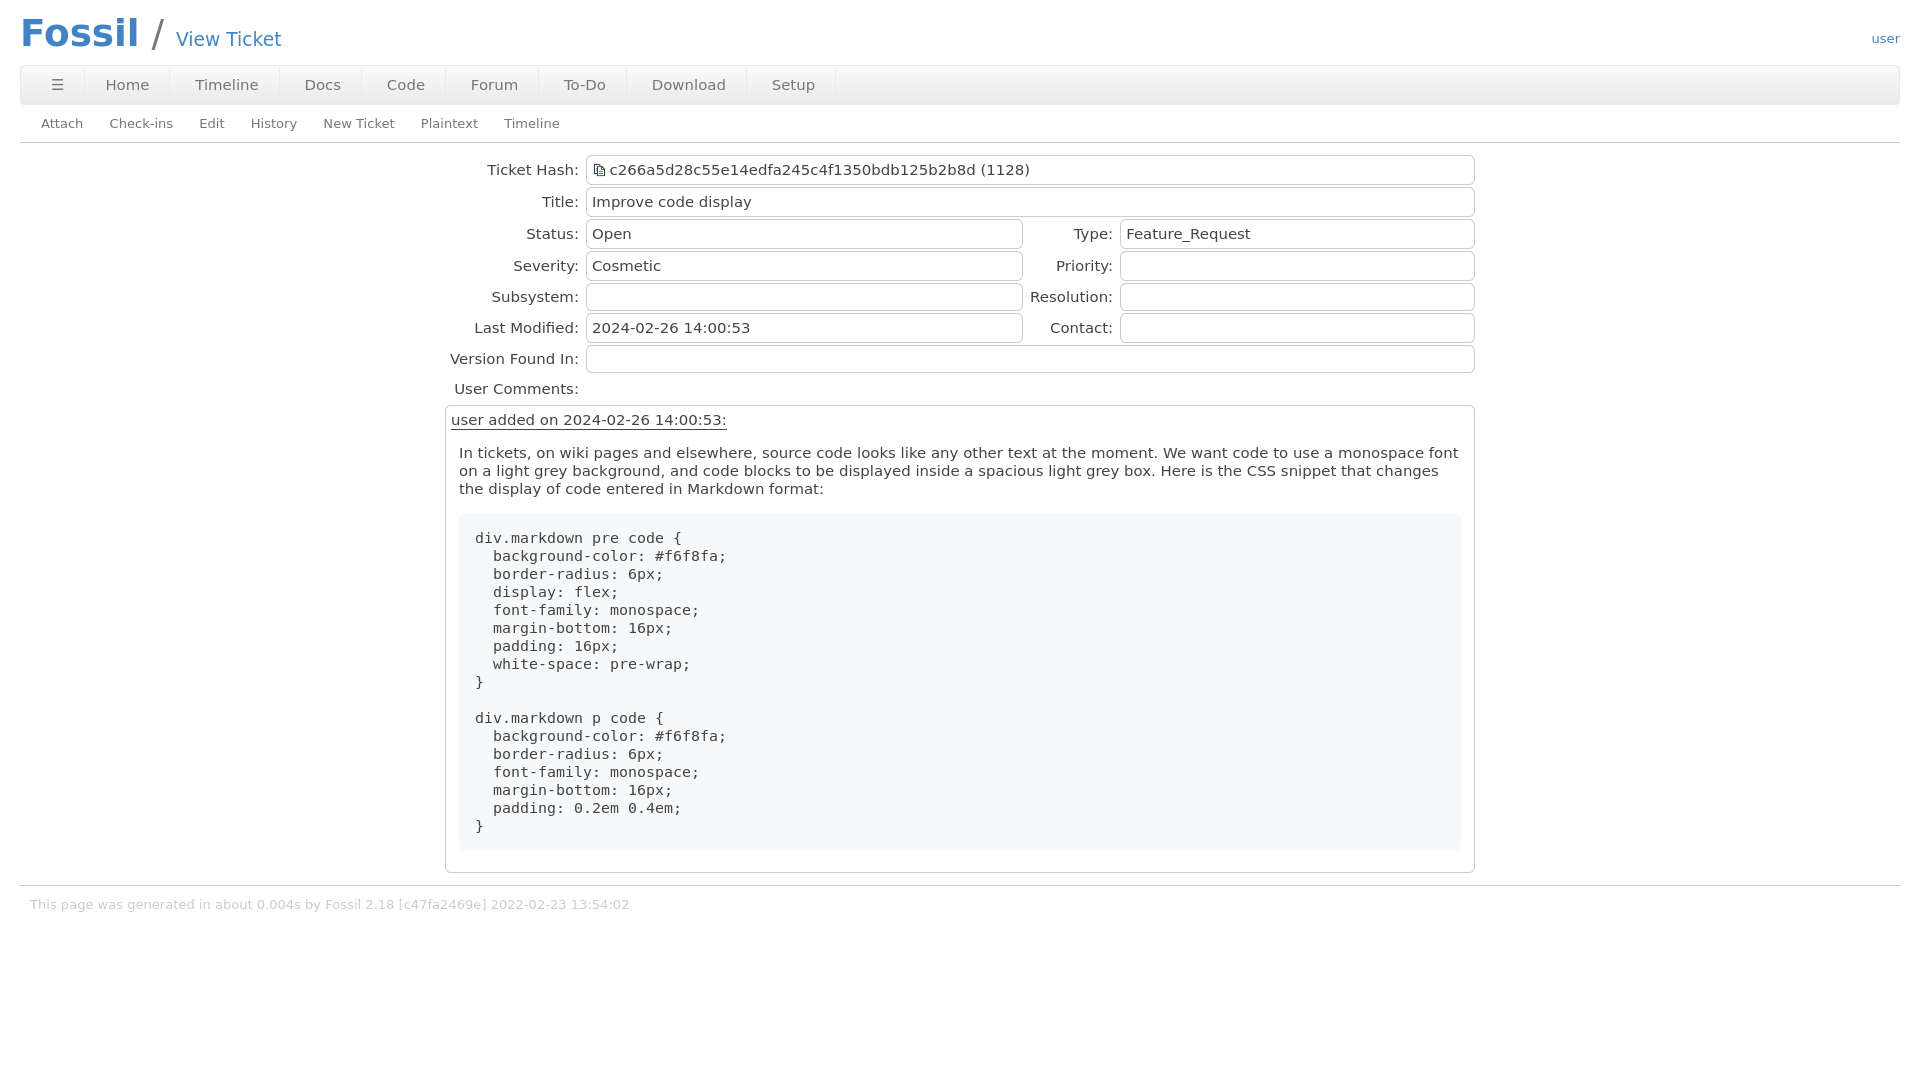 Fossil / View Ticket
user
☰ Home Timeline Docs Code Forum To-Do Download Setup
Attach Check-ins Edit History New Ticket Plaintext Timeline
Ticket Hash: c266a5d28c55e14edfa245c4f1350bdb125b2b8d (1128)
Title: Improve code display
Status: Open Type: Feature_Request
Severity: Cosmetic Priority:
Subsystem: Resolution:
Last Modified: 2024-02-26 14:00:53 Contact:
Version Found In:
User Comments:
user added on 2024-02-26 14:00:53:
In tickets, on wiki pages and elsewhere, source code looks like any other text at the moment. We want code to use a monospace font
on a light grey background, and code blocks to be displayed inside a spacious light grey box. Here is the CSS snippet that changes
the display of code entered in Markdown format:
div.markdown pre code {
  background-color: #f6f8fa;
  border-radius: 6px;
  display: flex;
  font-family: monospace;
  margin-bottom: 16px;
  padding: 16px;
  white-space: pre-wrap;
}
div.markdown p code {
  background-color: #f6f8fa;
  border-radius: 6px;
  font-family: monospace;
  margin-bottom: 16px;
  padding: 0.2em 0.4em;
}
This page was generated in about 0.004s by Fossil 2.18 [c47fa2469e] 2022-02-23 13:54:02